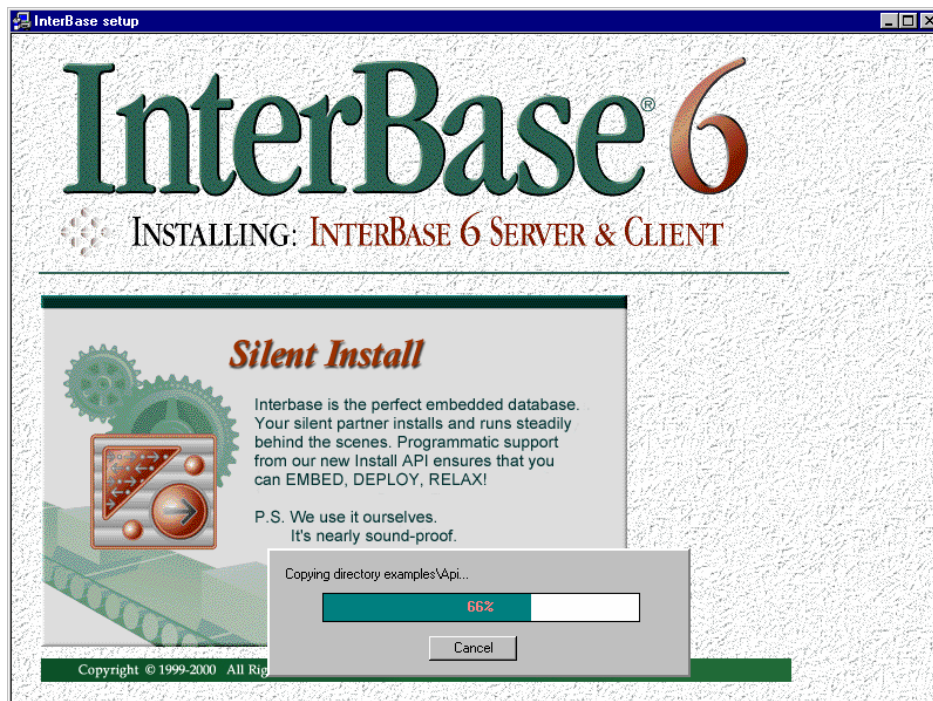 InterBase setup
InterBase® 6
INSTALLING: INTERBASE 6 SERVER & CLIENT
Silent Install
Interbase is the perfect embedded database.
Your silent partner installs and runs steadily
behind the scenes. Programmatic support
from our new Install API ensures that you
can EMBED, DEPLOY, RELAX!
P.S. We use it ourselves.
It's nearly sound-proof.
Copying directory examples\Api...
66%
Cancel
Copyright © 1999-2000 All Rig